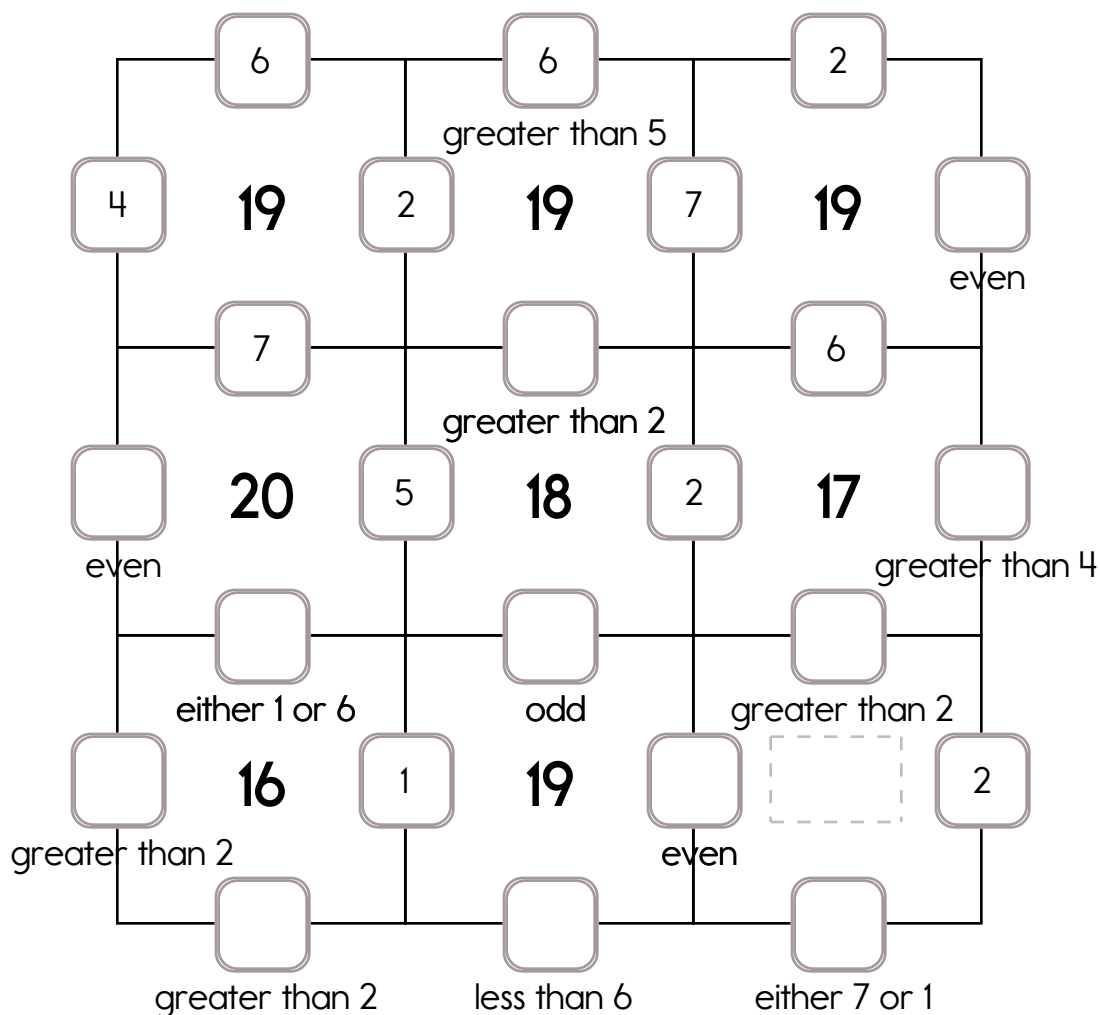 6 6 2
greater than 5
4 19 2 19 7 19
even
7 6
greater than 2
20 5 18 2 17
even greater than 4
either 1 or 6 odd greater than 2
16 1 19 2
greater than 2 even
greater than 2 less than 6 either 7 or 1